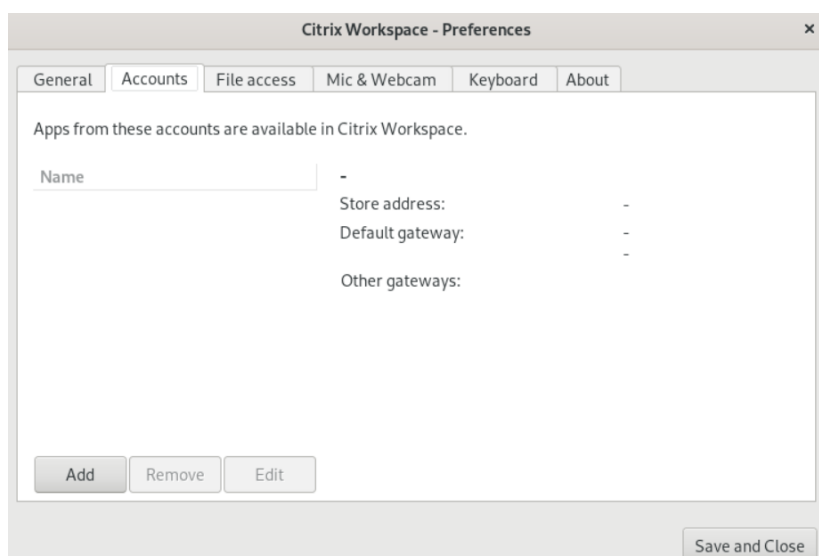 Citrix Workspace - Preferences ×
General Accounts File access Mic & Webcam Keyboard About
Apps from these accounts are available in Citrix Workspace.
Name -
Store address: -
Default gateway: -
-
Other gateways:
Add Remove Edit
Save and Close